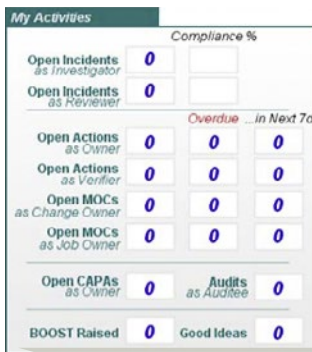 My Activities
Compliance %
Open Incidents 0
as Investigator
Open Incidents 0
as Reviewer
Overdue ...in Next 7d
Open Actions 0 0 0
as Owner
Open Actions 0 0 0
as Verifier
Open MOCs 0 0 0
as Change Owner
Open MOCs 0 0 0
as Job Owner
Open CAPAs 0 Audits 0
as Owner as Auditee
BOOST Raised 0 Good Ideas 0